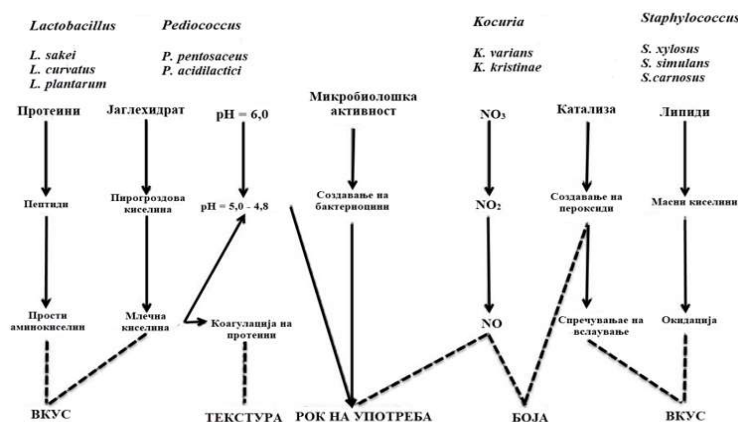 Lactobacillus
L. sakei
L. curvatus
L. plantarum
Pediococcus
P. pentosaceus
P. acidilactici
Kocuria
K. varians
K. kristinae
Staphylococcus
S. xylosus
S. simulans
S.carnosus
Протеини
Јаглехидрат
pH = 6,0
Микробиолошка
активност
NO3
Катализа
Липиди
Пептиди
Пирогроздова
киселина
pH = 5,0 - 4,8
Создавање на
бактериоцини
NO2
Создавање на
пероксиди
Масни киселини
Прости
аминокиселин
Млечна
киселина
Коагулација на
протеини
NO
Спречување на
вслаување
Окидација
ВКУС
ТЕКСТУРА
РОК НА УПОТРЕБА
БОЈА
ВКУС